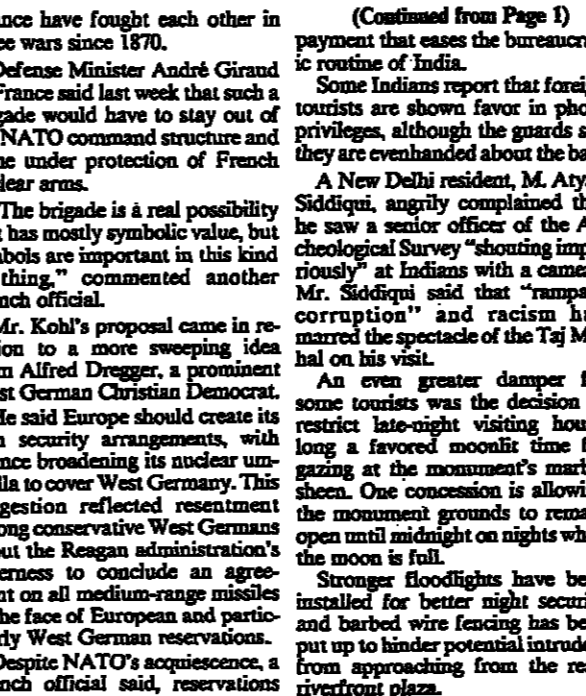 ance have fought each other in
ee wars since 1870.
Defense Minister André Giraud
France said last week that such a
gade would have to stay out of
NATO command structure and
ne under protection of French
lear arms.
The brigade is a real possibility
t has mostly symbolic value, but
nbols are important in this kind
thing," commented another
nch official.
Mr. Kohl's proposal came in re-
ion to a more sweeping idea
m Alfred Dregger, a prominent
st German Christian Democrat.
He said Europe should create its
n security arrangements, with
nce broadening its nuclear um-
lla to cover West Germany. This
gestion reflected resentment
ong conservative West Germans
out the Reagan administration's
erness to conclude an agree-
nt on all medium-range missiles
he face of European and partic-
rly West German reservations.
Despite NATO's acquiescence, a
nch official said, reservations
(Continued from Page 1)
payment that eases the bureaucra
ic routine of India.
Some Indians report that foreig
tourists are shown favor in pho
privileges, although the guards s
they are evenhanded about the ba
A New Delhi resident, M. Atya
Siddiqui, angrily complained th
he saw a senior officer of the A
cheological Survey "shouting imp
riously" at Indians with a camer
Mr. Siddiqui said that "rampa
corruption" and racism ha
marred the spectacle of the Taj M
hal on his visit.
An even greater damper f
some tourists was the decision
restrict late-night visiting hou
long a favored moonlit time f
gazing at the monument's marb
sheen. One concession is allowi
the monument grounds to rema
open until midnight on nights wh
the moon is full.
Stronger floodlights have be
installed for better night securi
and barbed wire fencing has be
put up to hinder potential intrude
from approaching from the re
riverfront plaza.